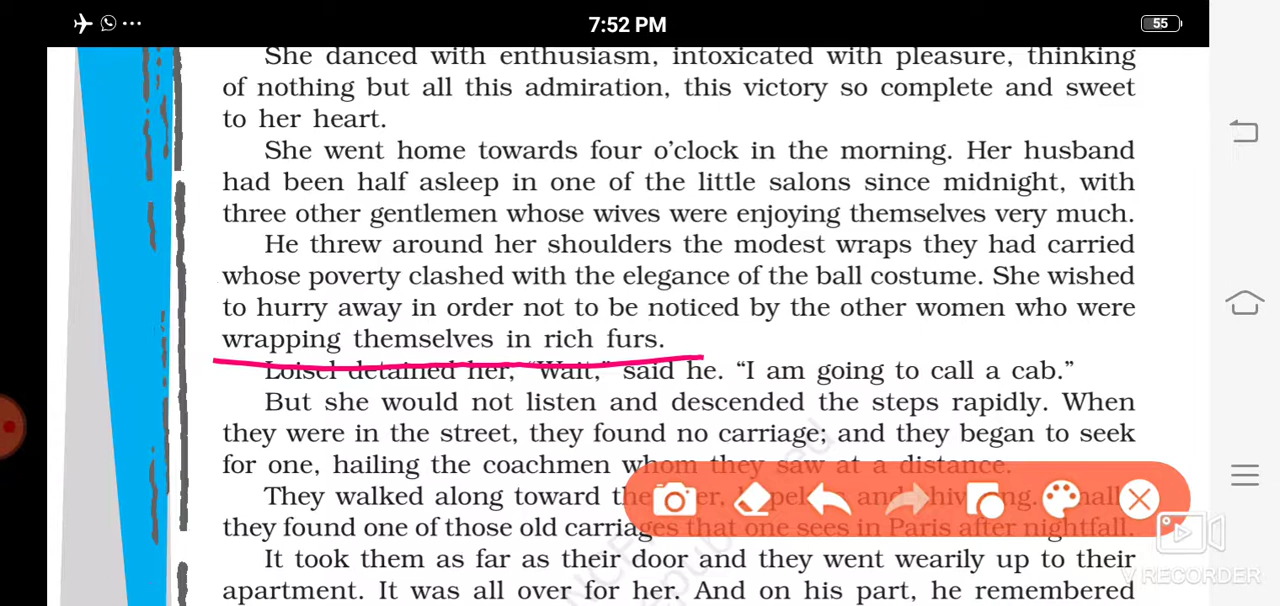 7:52 PM
55
She danced with enthusiasm, intoxicated with pleasure, thinking
of nothing but all this admiration, this victory so complete and sweet
to her heart.
She went home towards four o'clock in the morning. Her husband
had been half asleep in one of the little salons since midnight, with
three other gentlemen whose wives were enjoying themselves very much.
He threw around her shoulders the modest wraps they had carried
whose poverty clashed with the elegance of the ball costume. She wished
to hurry away in order not to be noticed by the other women who were
wrapping themselves in rich furs.
Loisel detained her, “Wait,” said he. “I am going to call a cab.”
But she would not listen and descended the steps rapidly. When
they were in the street, they found no carriage; and they began to seek
for one, hailing the coachmen whom they saw at a distance.
They walked along toward the and
they found one of those old carriages that one sees in Paris after nightfall.
It took them as far as their door and they went wearily up to their
apartment. It was all over for her. And on his part, he remembered
V RECORDER